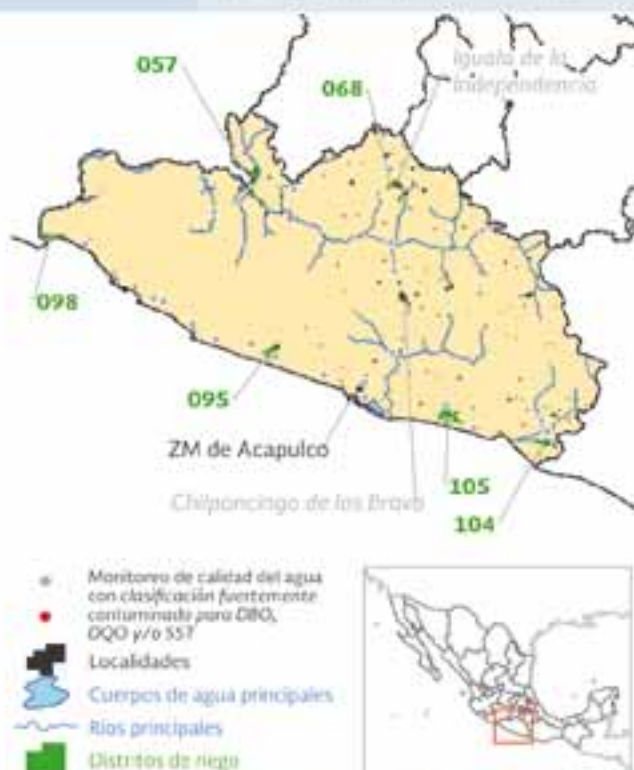 057
068
Iguala de la
Independencia
098
095
ZM de Acapulco
Chilpancingo de los Bravo
105
104
Monitoreo de calidad del agua
con clasificación fuertemente
contaminado para DBO,
DQO y/o SST
Localidades
Cuerpos de agua principales
Ríos principales
Distritos de riego